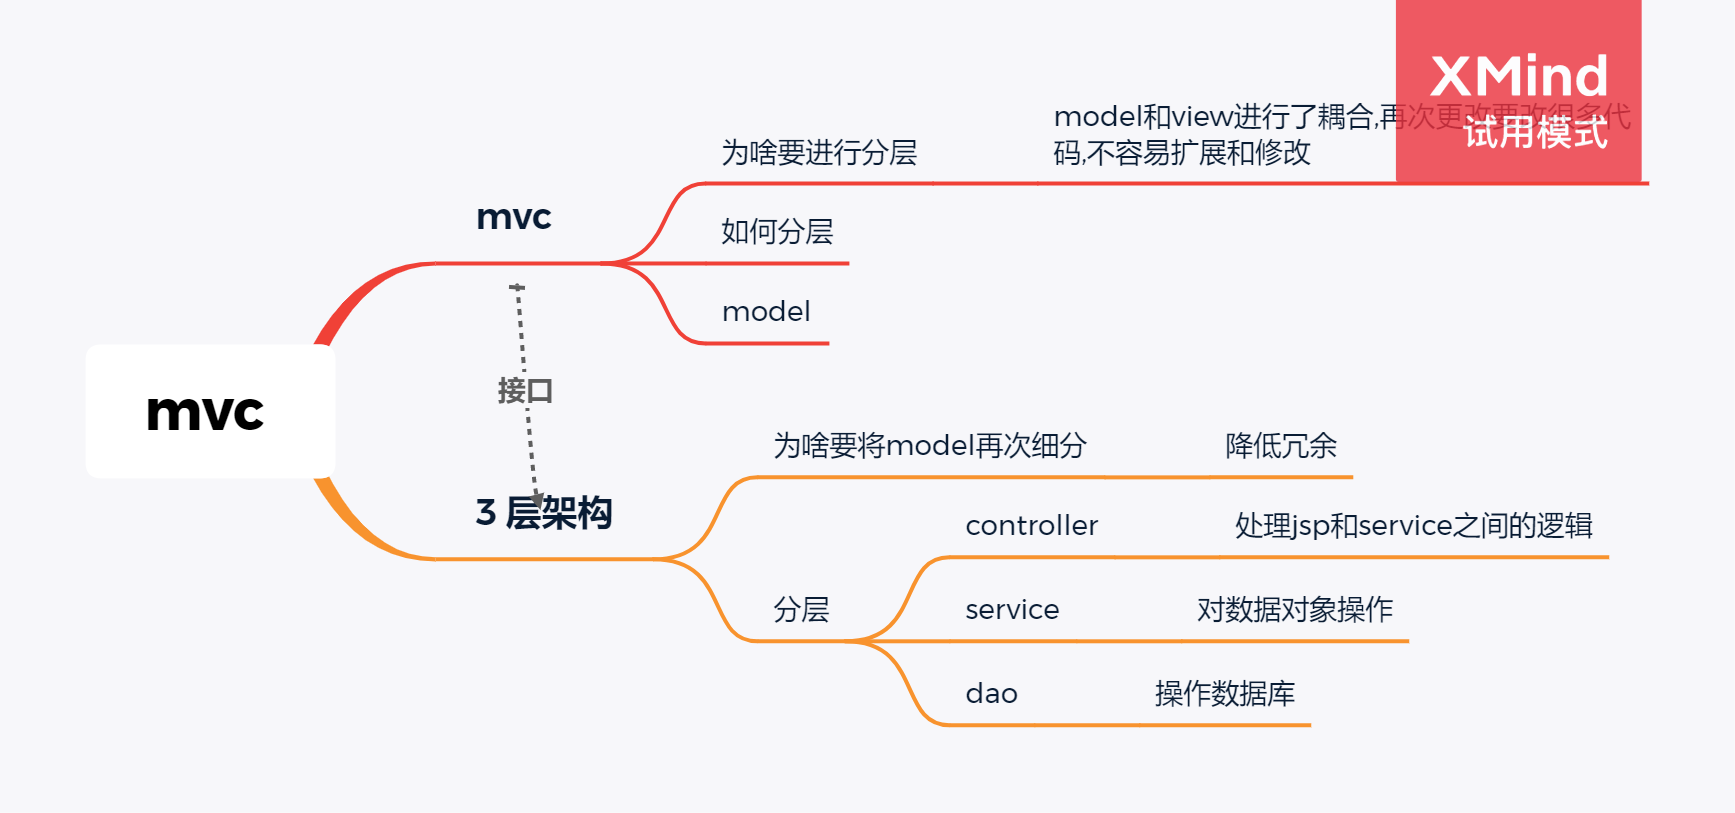 XMind
试用模式
model和view进行了耦合,再次更改要改很多代
码,不容易扩展和修改
为啥要进行分层
mvc
如何分层
model
接口
mvc
为啥要将model再次细分
降低冗余
3 层架构
controller
处理jsp和service之间的逻辑
分层
service
对数据对象操作
dao
操作数据库